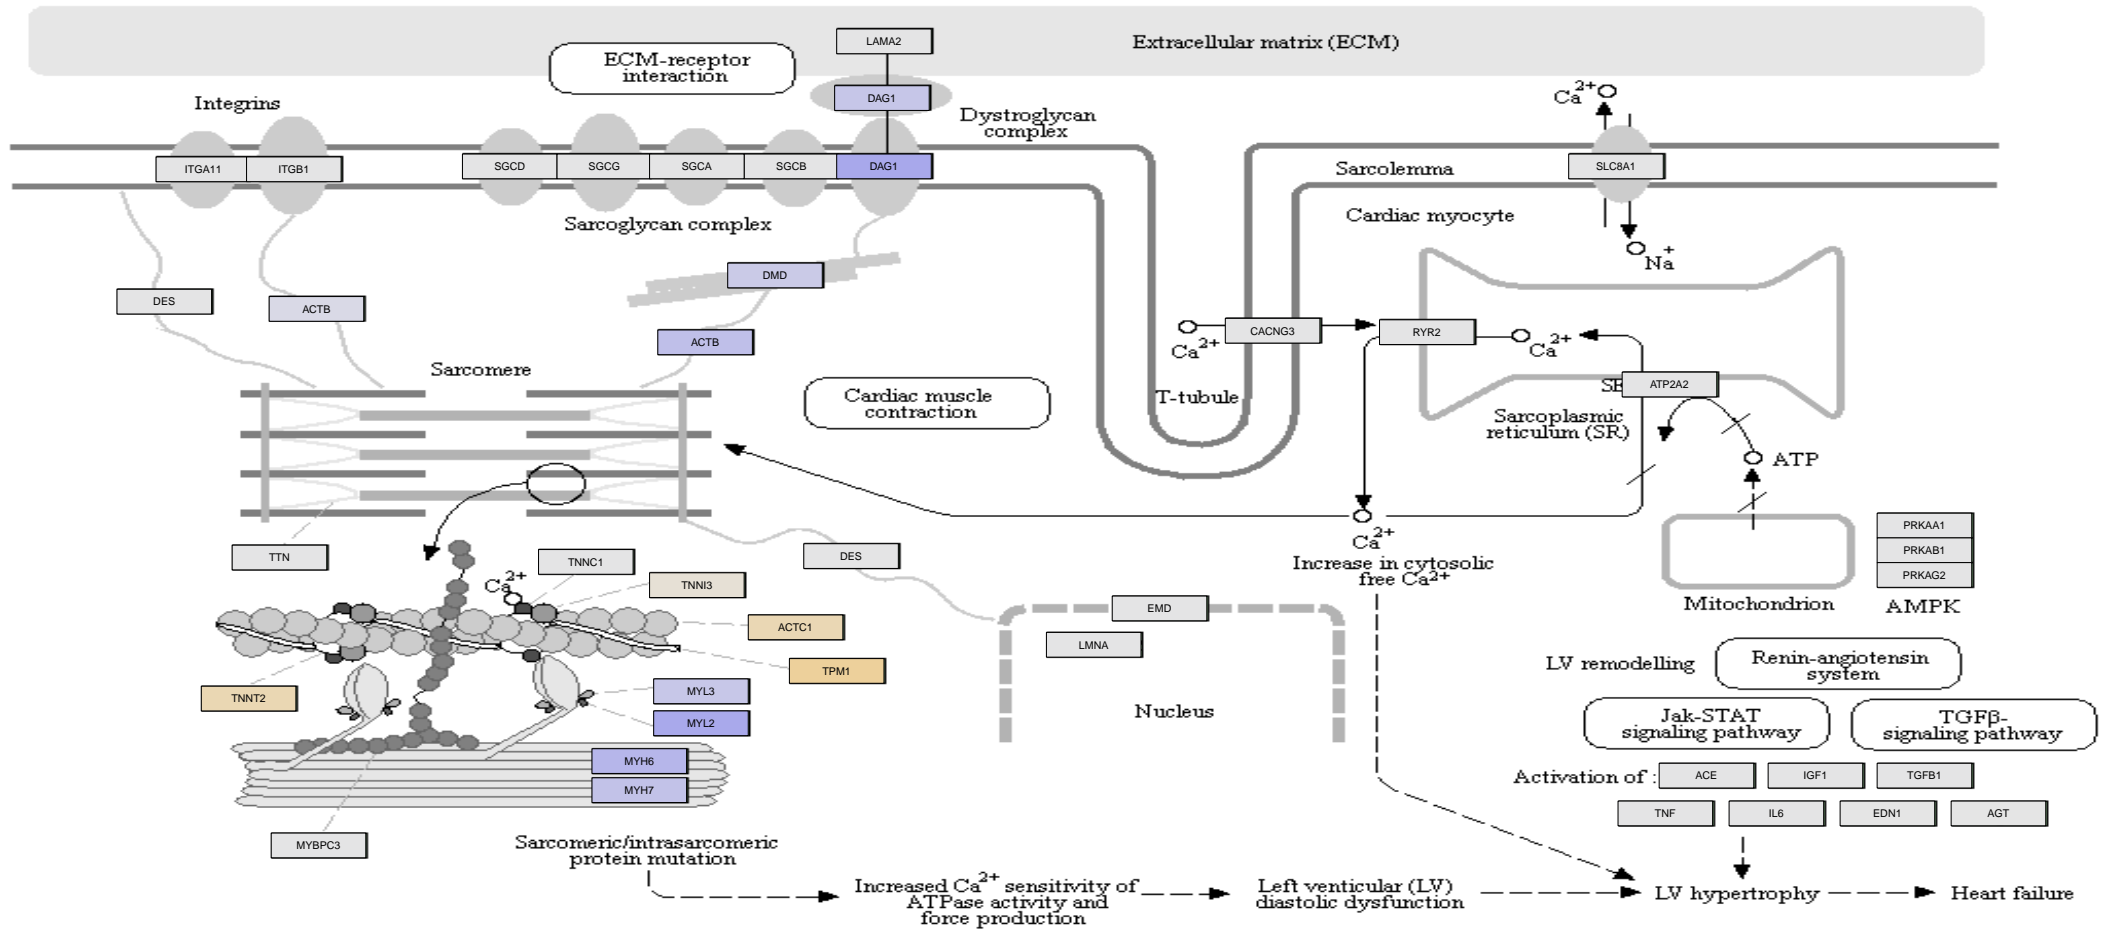 LAMA2
Extracellular matrix (ECM)
ECM-receptor
interaction
DAG1
Integrins
Dystroglycan
complex
Ca2+
ITGA11
ITGB1
SGCD
SGCG
SGCA
SGCB
DAG1
Sarcolemma
SLC8A1
Sarcoglycan complex
Cardiac myocyte
Na+
DES
ACTB
DMD
ACTB
Ca2+
CACNG3
RYR2
Ca2+
Sarcomere
Cardiac muscle
contraction
T-tubule
ATP2A2
Sarcoplasmic
reticulum (SR)
ATP
TTN
TNNC1
DES
Ca2+
Increase in cytosolic
free Ca2+
PRKAA1
PRKAB1
PRKAG2
Mitochondrion
AMPK
Ca2+
TNNI3
ACTC1
TPM1
TNNT2
MYL3
MYL2
MYH6
MYH7
MYBPC3
EMD
LMNA
Nucleus
LV remodelling
Renin-angiotensin
system
Jak-STAT
signaling pathway
TGFβ-
signaling pathway
Activation of :
ACE
IGF1
TGFB1
TNF
IL6
EDN1
AGT
Sarcomeric/intrasarcomeric
protein mutation
Increased Ca2+ sensitivity of
ATPase activity and
force production
Left venticular (LV)
diastolic dysfunction
LV hypertrophy
Heart failure